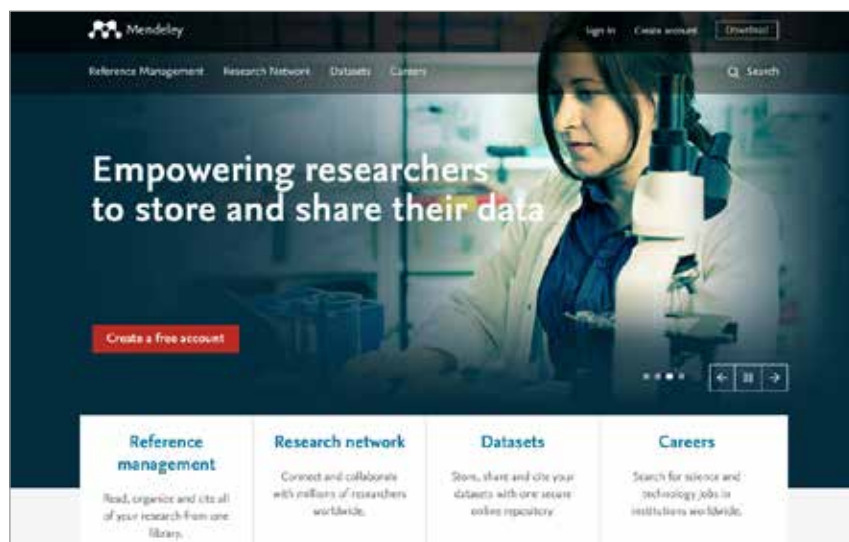 Mendeley
Sign in Create account Download
Reference Management Research Network Datasets Careers
Search
Empowering researchers
to store and share their data
Create a free account
Reference
management
Read, organize and cite all
of your research from one
library.
Research network
Connect and collaborate
with millions of researchers
worldwide.
Datasets
Store, share and cite your
datasets with one secure
online repository
Careers
Search for science and
technology jobs in
institutions worldwide.